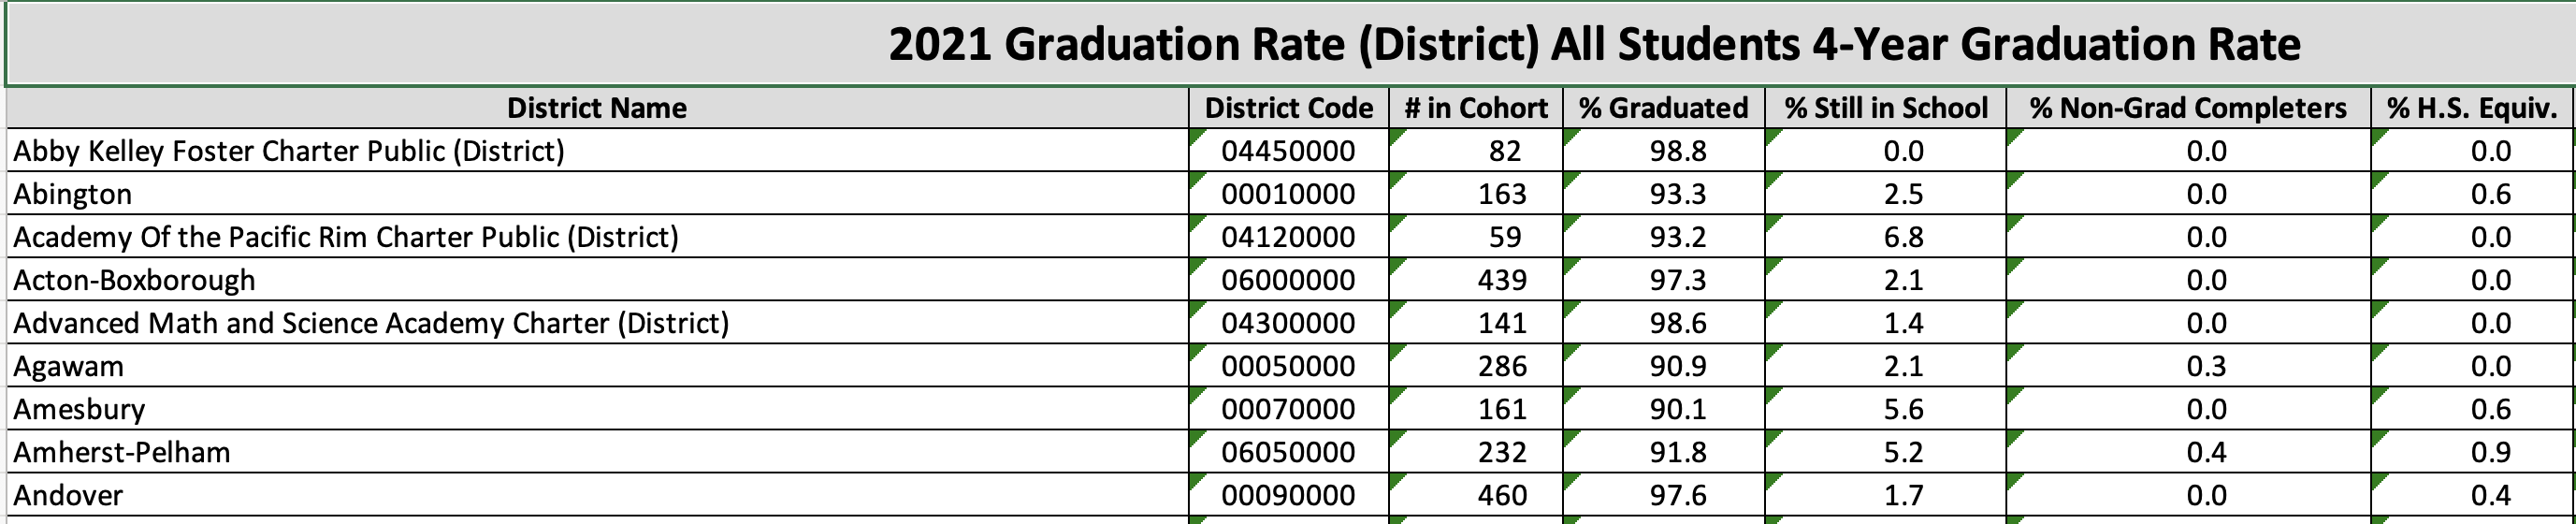 2021 Graduation Rate (District) All Students 4-Year Graduation Rate
District Name District Code # in Cohort % Graduated % Still in School % Non-Grad Completers % H.S. Equiv.
Abby Kelley Foster Charter Public (District) 04450000 82 98.8 0.0 0.0 0.0
Abington 00010000 163 93.3 2.5 0.0 0.6
Academy Of the Pacific Rim Charter Public (District) 04120000 59 93.2 6.8 0.0 0.0
Acton-Boxborough 06000000 439 97.3 2.1 0.0 0.0
Advanced Math and Science Academy Charter (District) 04300000 141 98.6 1.4 0.0 0.0
Agawam 00050000 286 90.9 2.1 0.3 0.0
Amesbury 00070000 161 90.1 5.6 0.0 0.6
Amherst-Pelham 06050000 232 91.8 5.2 0.4 0.9
Andover 00090000 460 97.6 1.7 0.0 0.4